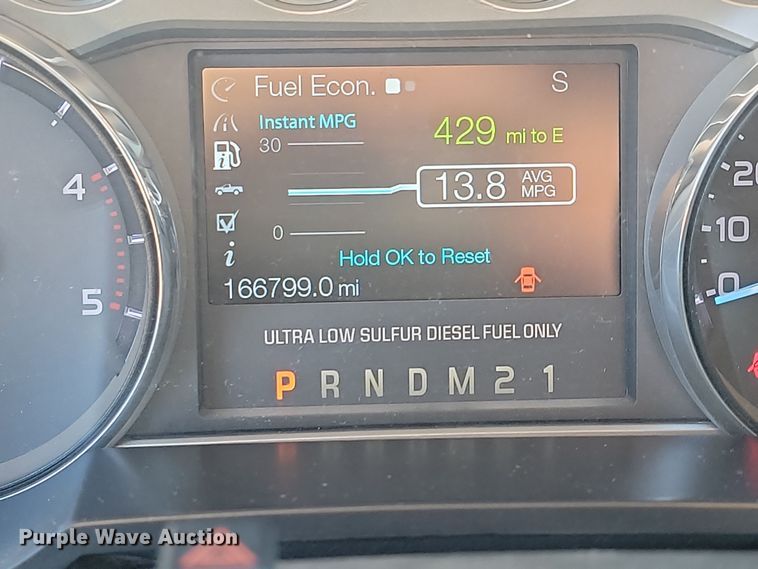 Fuel Econ. S
Instant MPG
30
429 mi to E
13.8 AVG MPG
0
Hold OK to Reset
i
166799.0 mi
ULTRA LOW SULFUR DIESEL FUEL ONLY
P R N D M 2 1
4
5
20
10
0
Purple Wave Auction